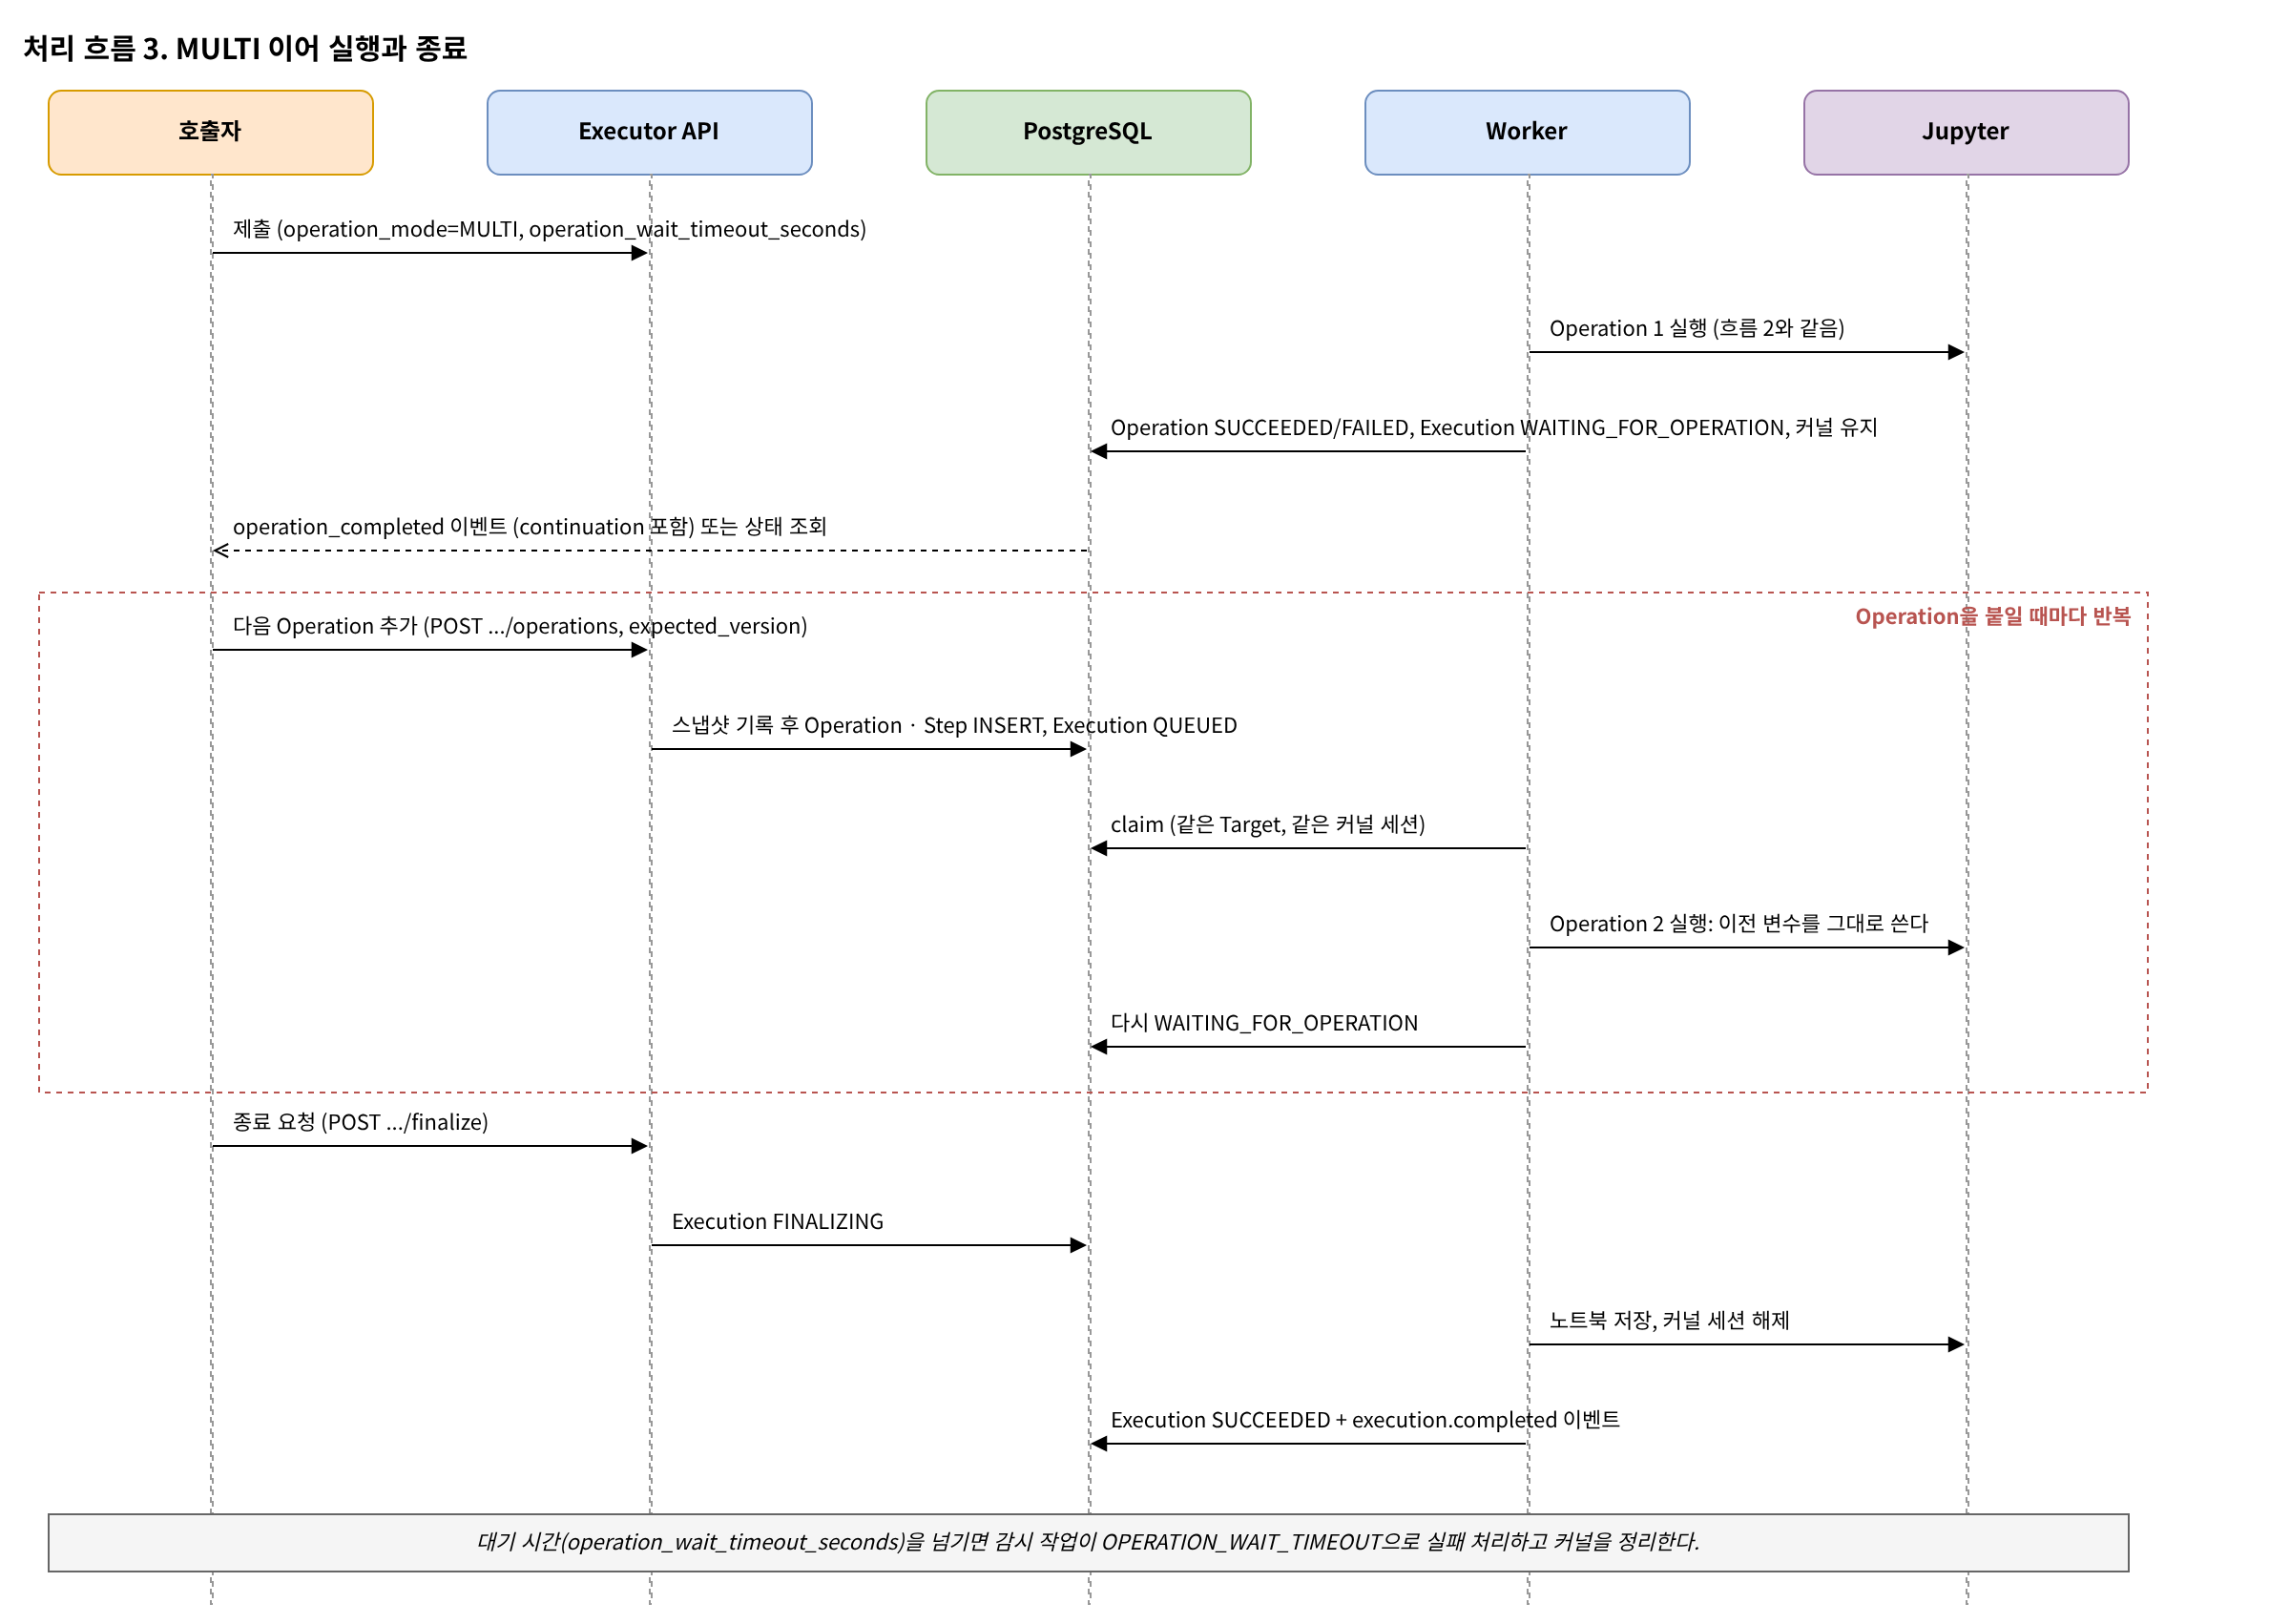 처리 흐름 3. MULTI 이어 실행과 종료
호출자
Executor API
PostgreSQL
Worker
Jupyter
제출 (operation_mode=MULTI, operation_wait_timeout_seconds)
Operation 1 실행 (흐름 2와 같음)
Operation SUCCEEDED/FAILED, Execution WAITING_FOR_OPERATION, 커널 유지
operation_completed 이벤트 (continuation 포함) 또는 상태 조회
Operation을 붙일 때마다 반복
다음 Operation 추가 (POST .../operations, expected_version)
스냅샷 기록 후 Operation · Step INSERT, Execution QUEUED
claim (같은 Target, 같은 커널 세션)
Operation 2 실행: 이전 변수를 그대로 쓴다
다시 WAITING_FOR_OPERATION
종료 요청 (POST .../finalize)
Execution FINALIZING
노트북 저장, 커널 세션 해제
Execution SUCCEEDED + execution.completed 이벤트
대기 시간(operation_wait_timeout_seconds)을 넘기면 감시 작업이 OPERATION_WAIT_TIMEOUT으로 실패 처리하고 커널을 정리한다.